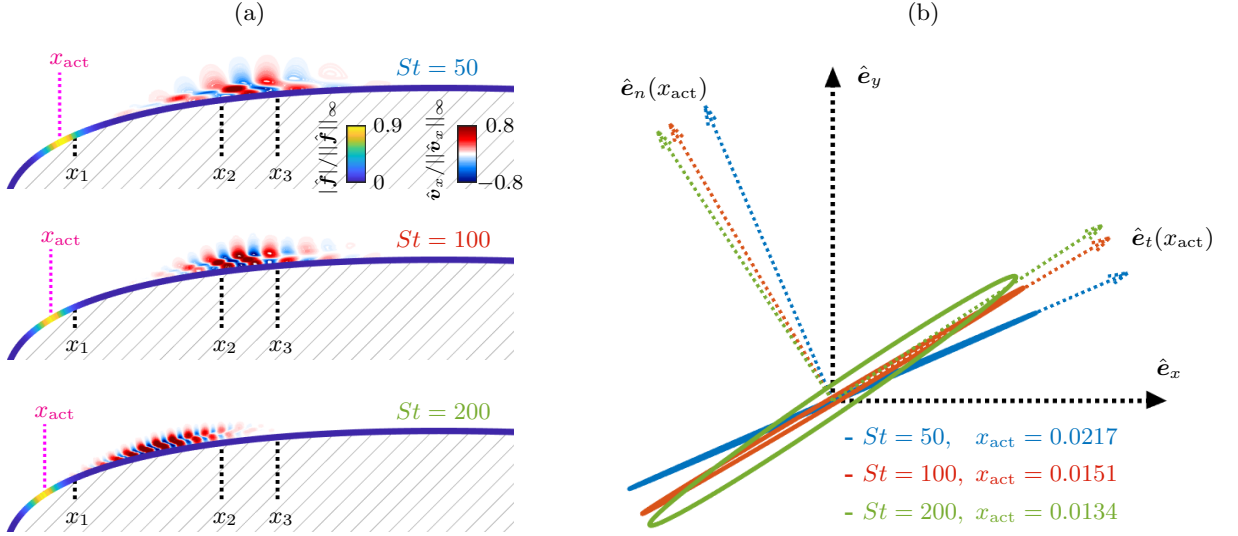 (a)
x_act
St = 50
|f̂|/||f̂||∞
0.9
0
v̂_x/||v̂_x||∞
0.8
−0.8
x_1
x_2
x_3
x_act
St = 100
x_1
x_2
x_3
x_act
St = 200
x_1
x_2
x_3
(b)
ê_n(x_act)
ê_y
ê_t(x_act)
ê_x
- St = 50, x_act = 0.0217
- St = 100, x_act = 0.0151
- St = 200, x_act = 0.0134